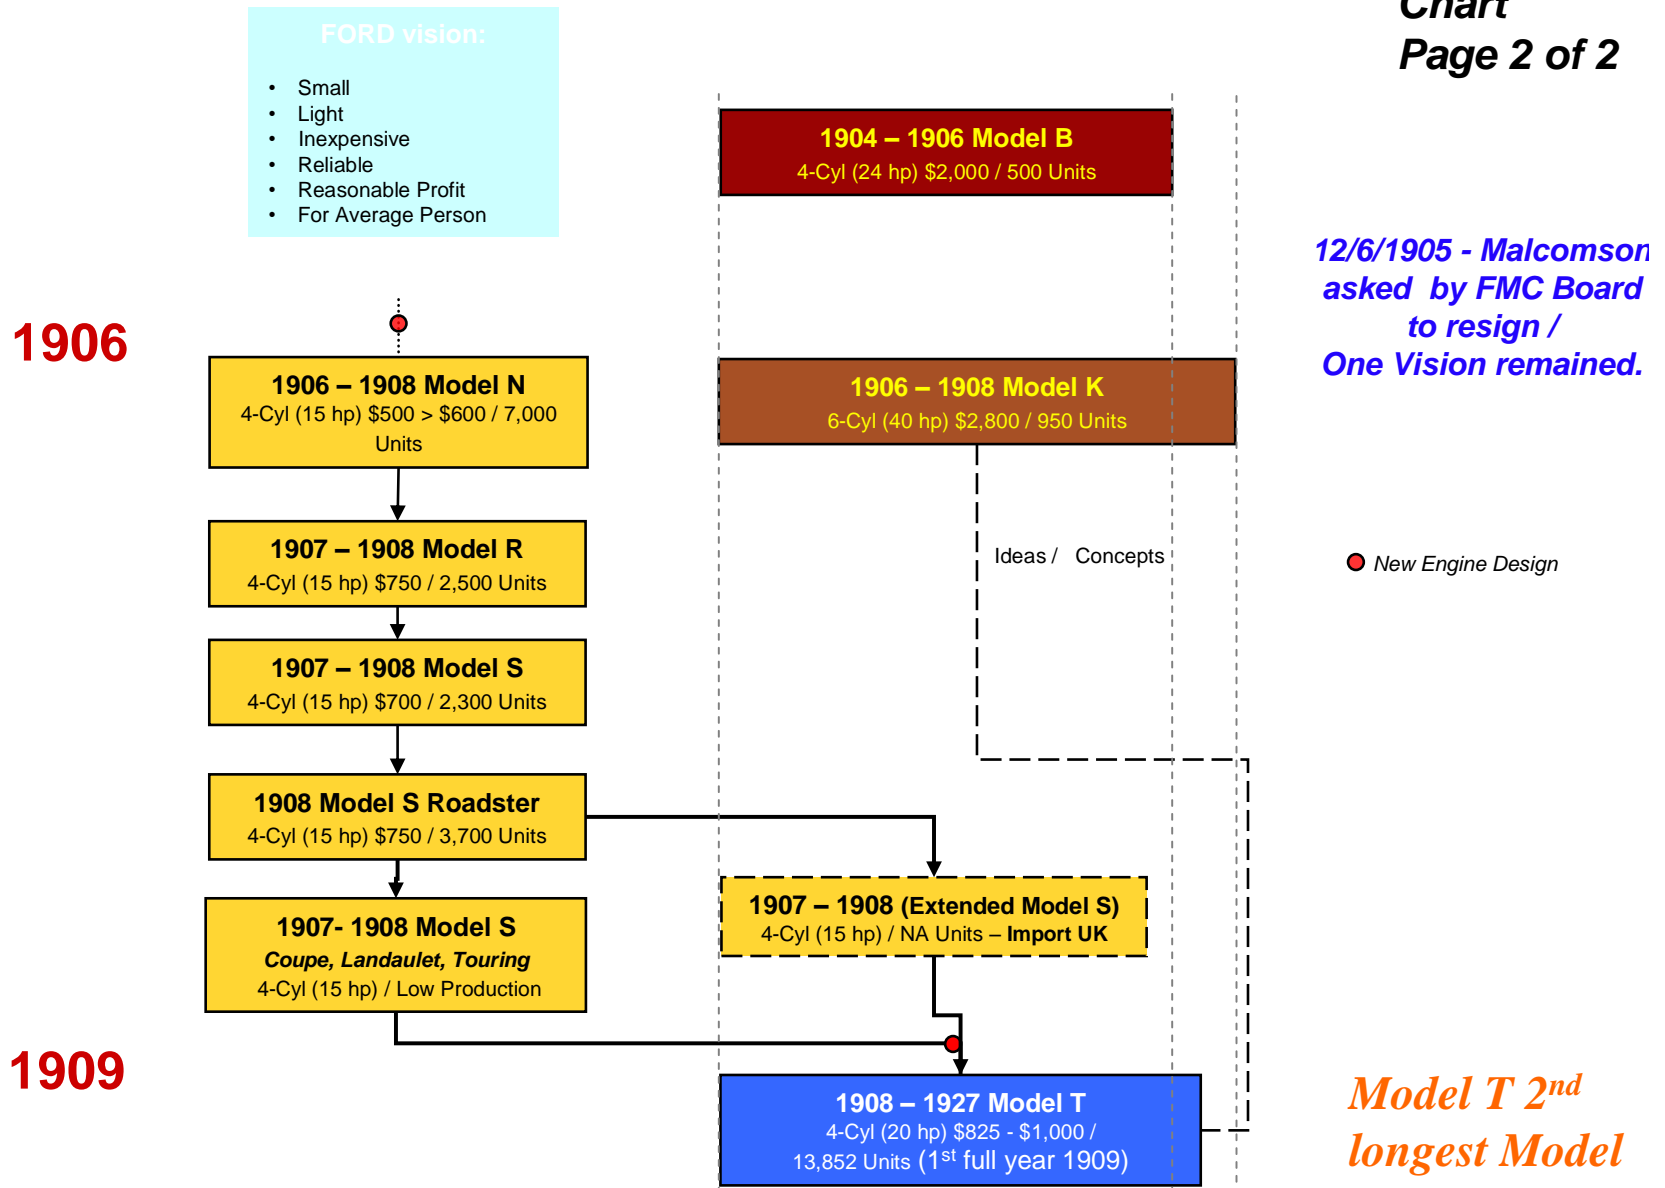 Chart
Page 2 of 2
FORD vision:
• Small
• Light
• Inexpensive
• Reliable
• Reasonable Profit
• For Average Person
1904 – 1906 Model B
4-Cyl (24 hp) $2,000 / 500 Units
12/6/1905 - Malcomson
asked by FMC Board
to resign /
One Vision remained.
1906
1906 – 1908 Model N
4-Cyl (15 hp) $500 > $600 / 7,000
Units
1906 – 1908 Model K
6-Cyl (40 hp) $2,800 / 950 Units
1907 – 1908 Model R
4-Cyl (15 hp) $750 / 2,500 Units
Ideas / Concepts
New Engine Design
1907 – 1908 Model S
4-Cyl (15 hp) $700 / 2,300 Units
1908 Model S Roadster
4-Cyl (15 hp) $750 / 3,700 Units
1907- 1908 Model S
Coupe, Landaulet, Touring
4-Cyl (15 hp) / Low Production
1907 – 1908 (Extended Model S)
4-Cyl (15 hp) / NA Units – Import UK
1909
1908 – 1927 Model T
4-Cyl (20 hp) $825 - $1,000 /
13,852 Units (1st full year 1909)
Model T 2nd
longest Model